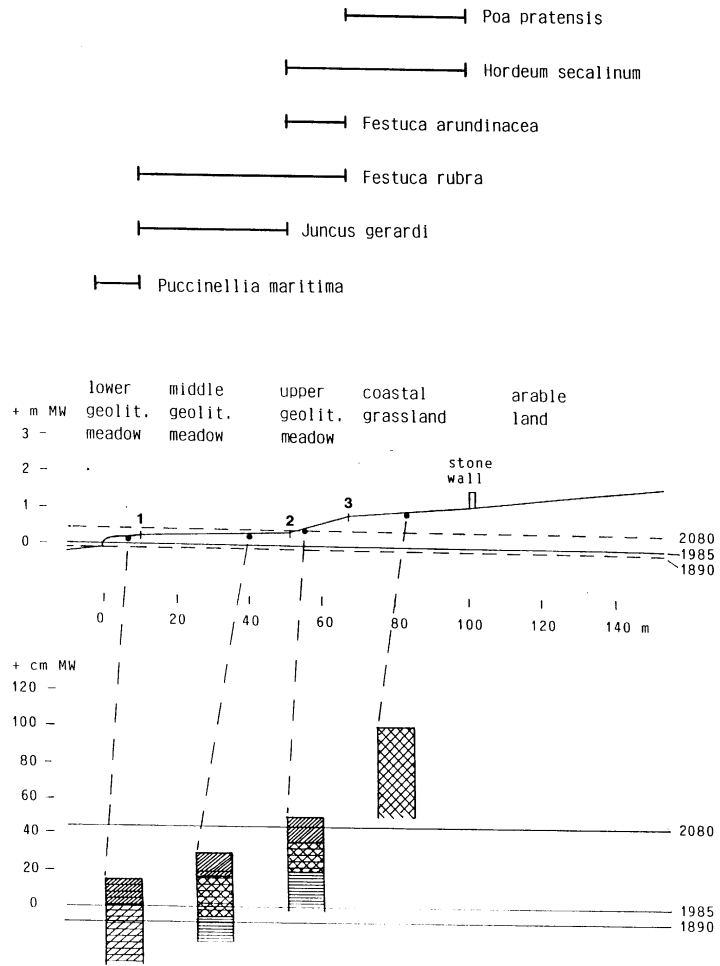 Poa pratensis
Hordeum secalinum
Festuca arundinacea
Festuca rubra
Juncus gerardi
Puccinellia maritima
lower geolit. meadow
middle geolit. meadow
upper geolit. meadow
coastal grassland
arable land
+ m MW
3
2
stone wall
1
1
2
3
0
2080
1985
1890
0
20
40
60
80
100
120
140 m
+ cm MW
120
100
80
60
40
2080
20
0
1985
1890